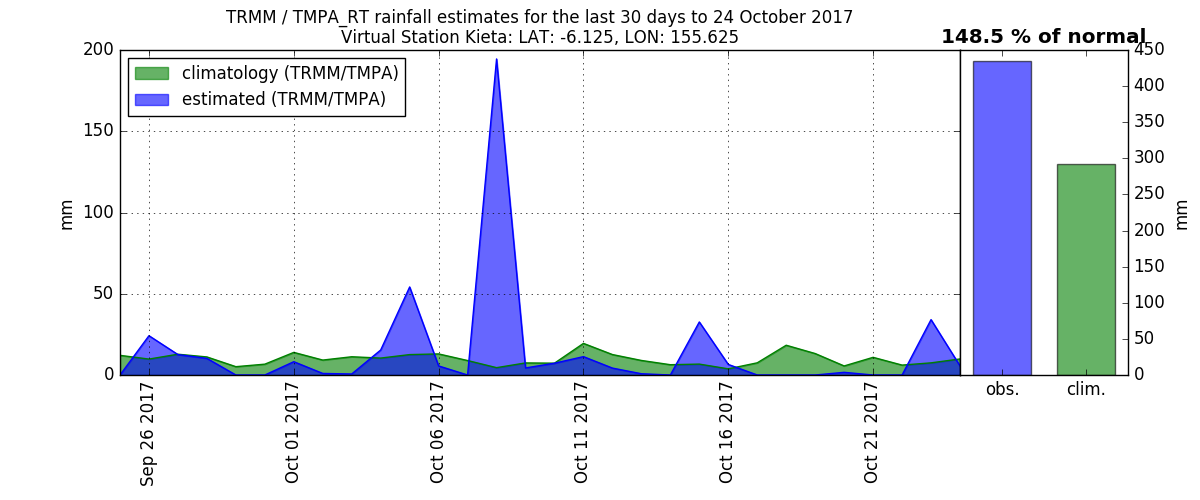 TRMM / TMPA_RT rainfall estimates for the last 30 days to 24 October 2017
Virtual Station Kieta: LAT: -6.125, LON: 155.625
148.5 % of normal
climatology (TRMM/TMPA)
estimated (TRMM/TMPA)
mm
200
150
100
50
0
Sep 26 2017
Oct 01 2017
Oct 06 2017
Oct 11 2017
Oct 16 2017
Oct 21 2017
obs.
clim.
450
400
350
300
250
200
150
100
50
0
mm